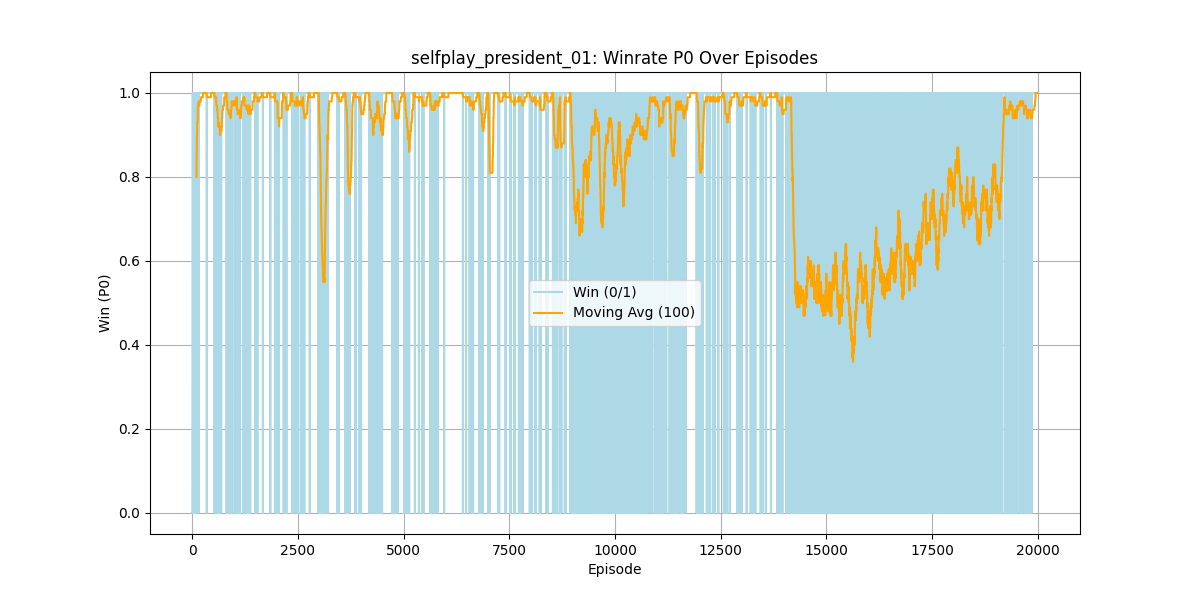 selfplay_president_01: Winrate P0 Over Episodes
1.0
0.8
0.6
0.4
0.2
0.0
Win (P0)
Win (0/1)
Moving Avg (100)
0 2500 5000 7500 10000 12500 15000 17500 20000
Episode